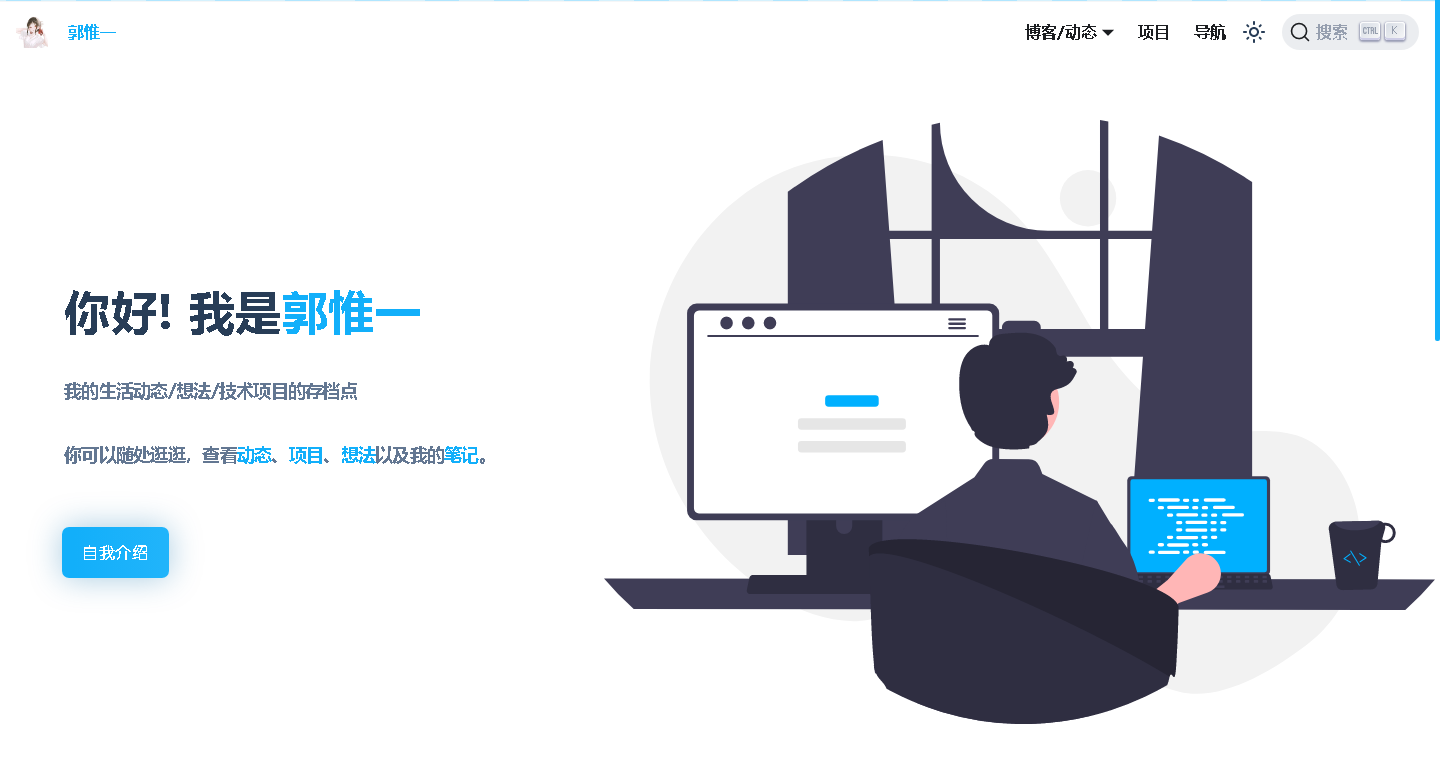 郭惟一
博客/动态
项目
导航
搜索
CTRL
K
你好! 我是郭惟一
我的生活动态/想法/技术项目的存档点
你可以随处逛逛，查看动态、项目、想法以及我的笔记。
自我介绍
<\>